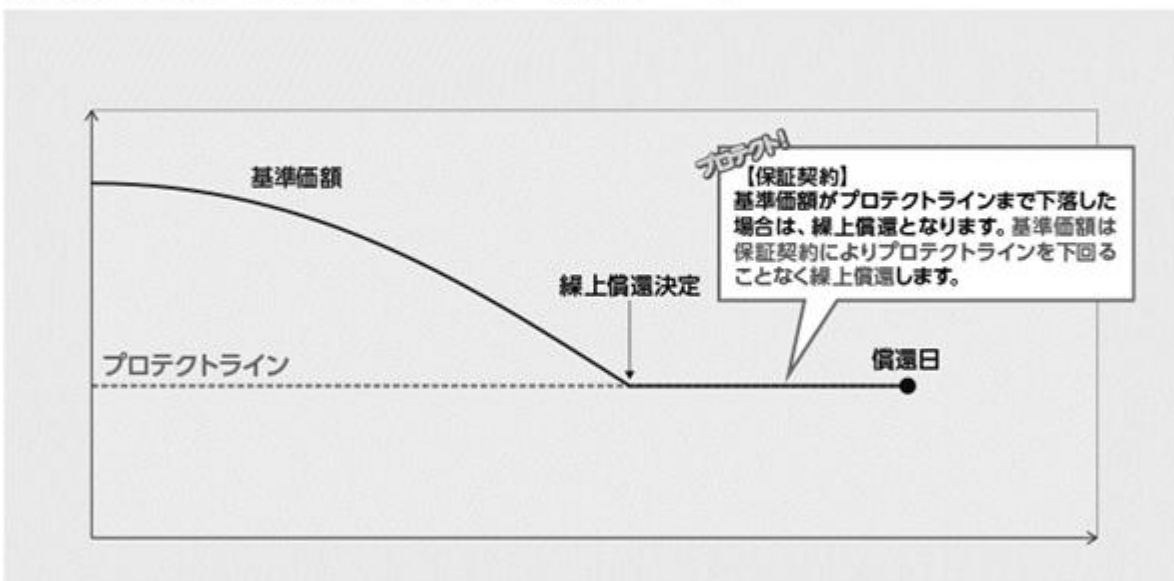 基準価額
プロテクト!
【保証契約】
基準価額がプロテクトラインまで下落した
場合は、繰上償還となります。基準価額は
保証契約によりプロテクトラインを下回る
ことなく繰上償還します。
繰上償還決定
プロテクトライン
償還日